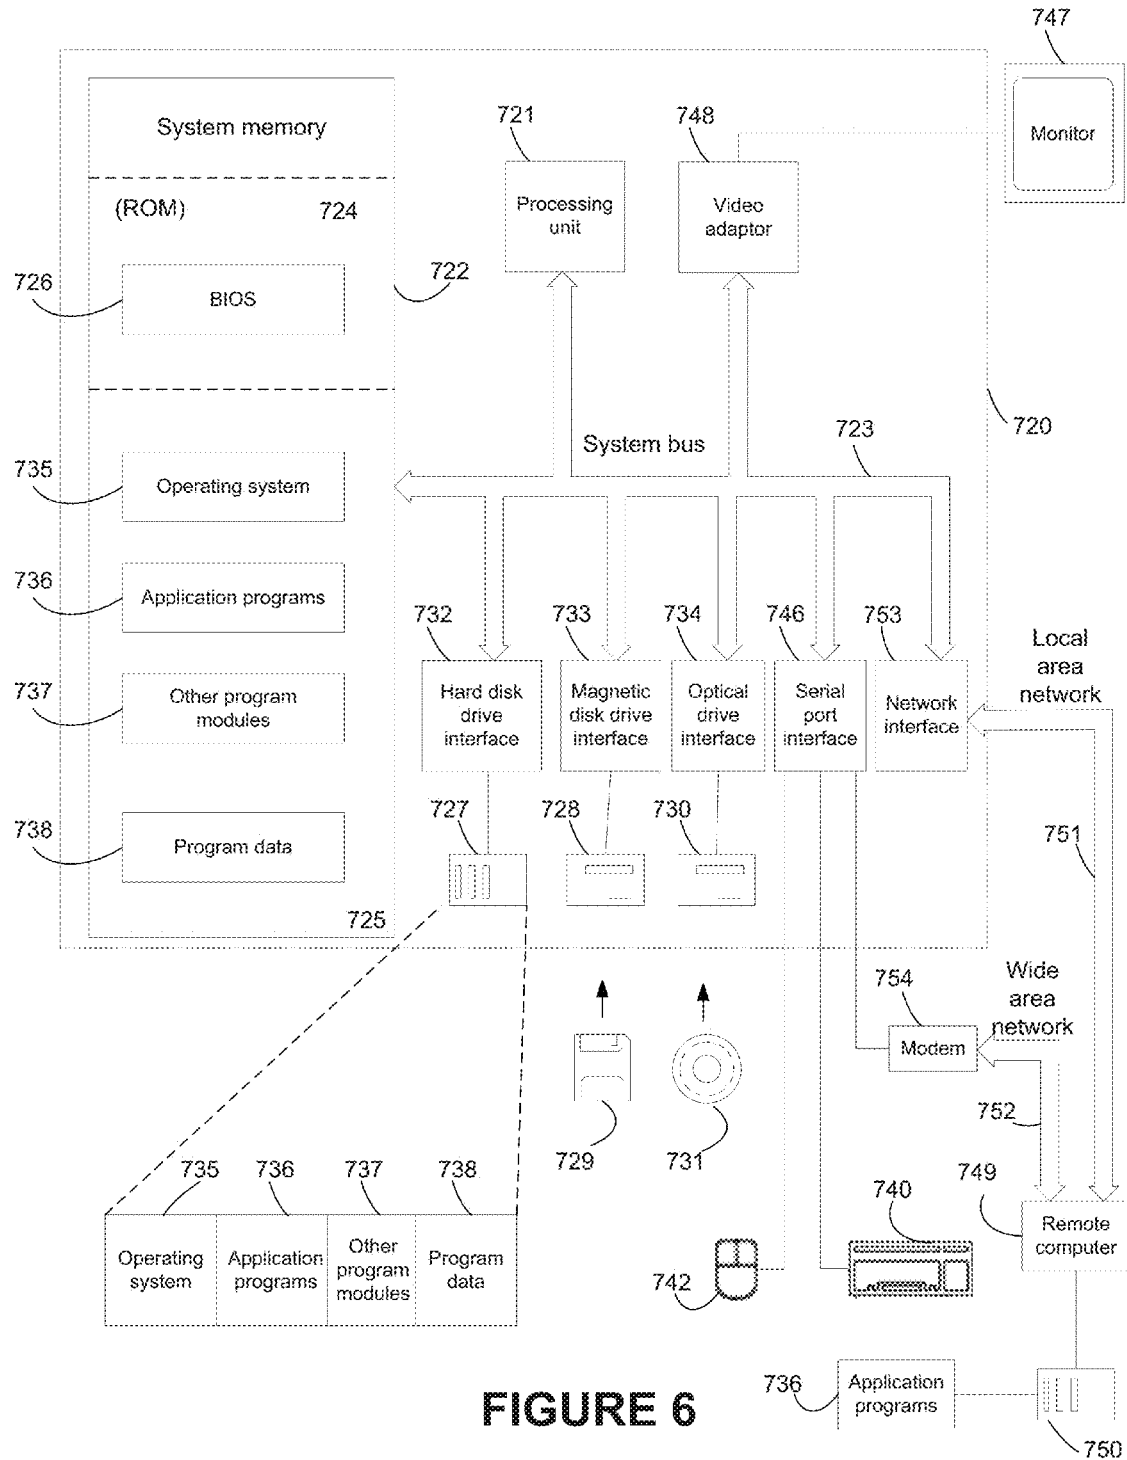 747
Monitor
System memory
(ROM)
724
726
BIOS
722
721
Processing
unit
748
Video
adaptor
720
System bus
723
735
Operating system
736
Application programs
737
Other program
modules
738
Program data
725
732
Hard disk
drive
interface
733
Magnetic
disk drive
interface
734
Optical
drive
interface
746
Serial
port
interface
753
Network
interface
Local
area
network
727
728
730
751
754
Modem
Wide
area
network
752
729
731
735
Operating
system
736
Application
programs
737
Other
program
modules
738
Program
data
742
740
749
Remote
computer
736
Application
programs
750
FIGURE 6